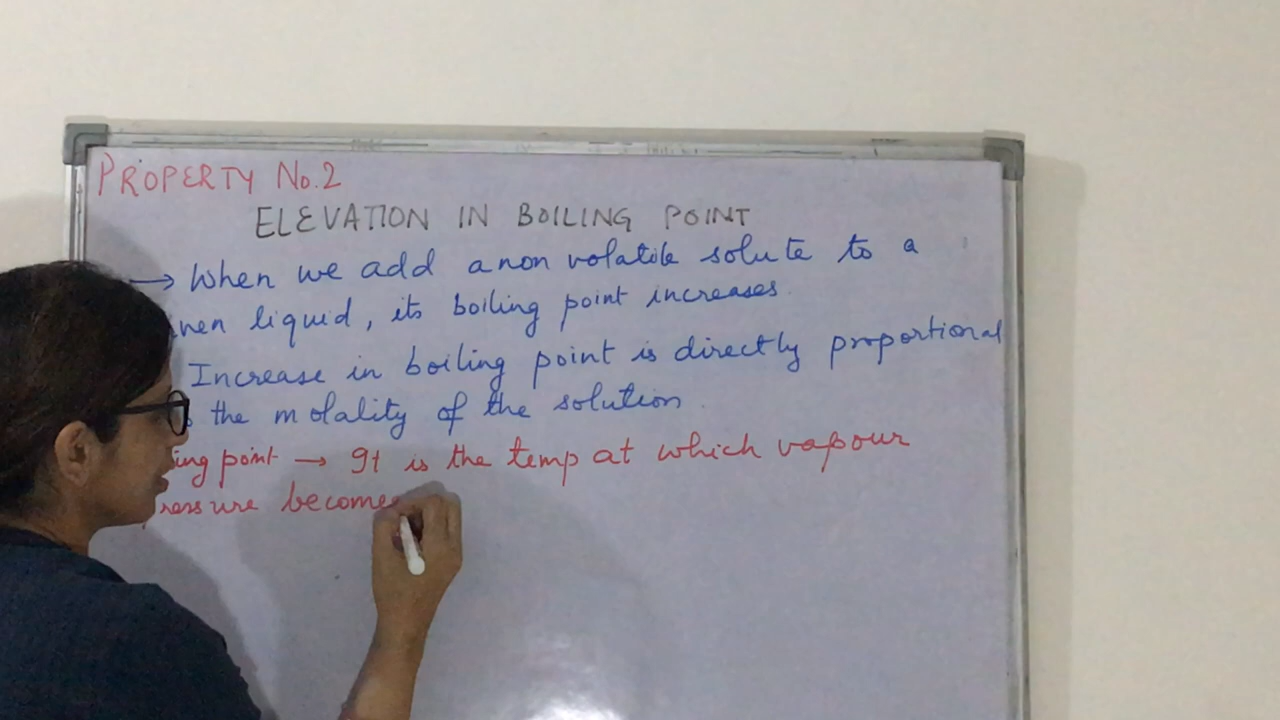 PROPERTY No.2
ELEVATION IN BOILING POINT
→ When we add a non volatile solute to a
liquid, its boiling point increases.
Increase in boiling point is directly proportional
the molality of the solution.
point → It is the temp at which vapour
becomes